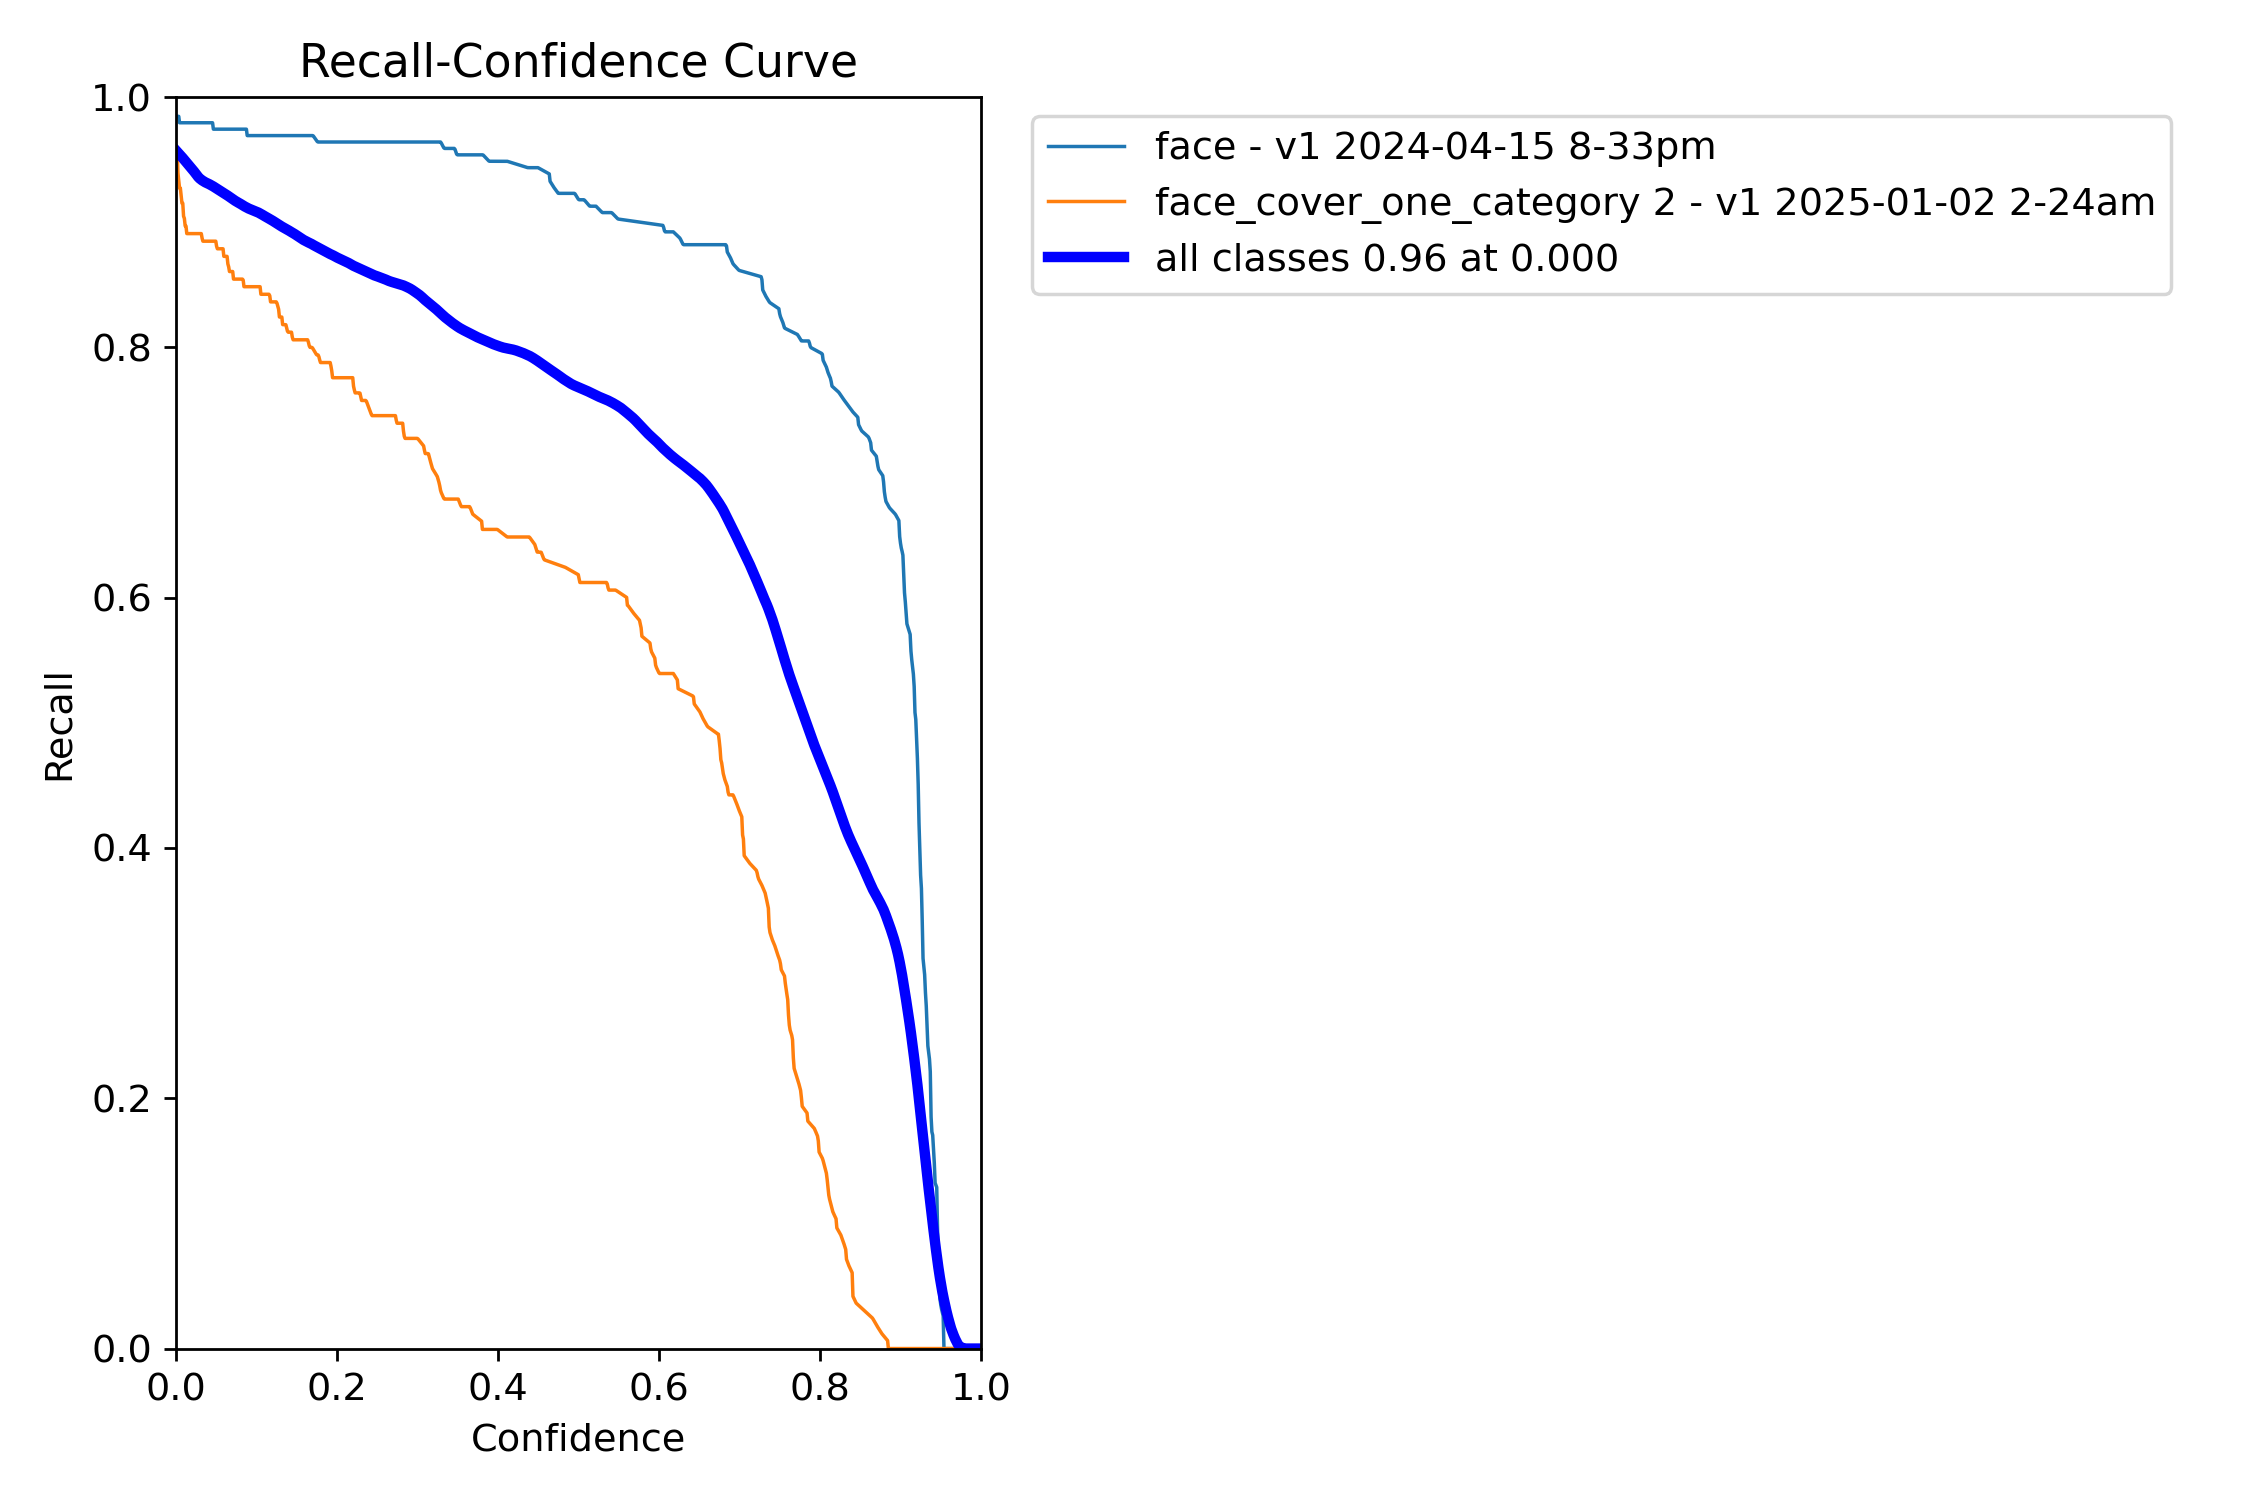 Recall-Confidence Curve
1.0
0.8
0.6
0.4
0.2
0.0
Recall
0.0 0.2 0.4 0.6 0.8 1.0
Confidence
face - v1 2024-04-15 8-33pm
face_cover_one_category 2 - v1 2025-01-02 2-24am
all classes 0.96 at 0.000